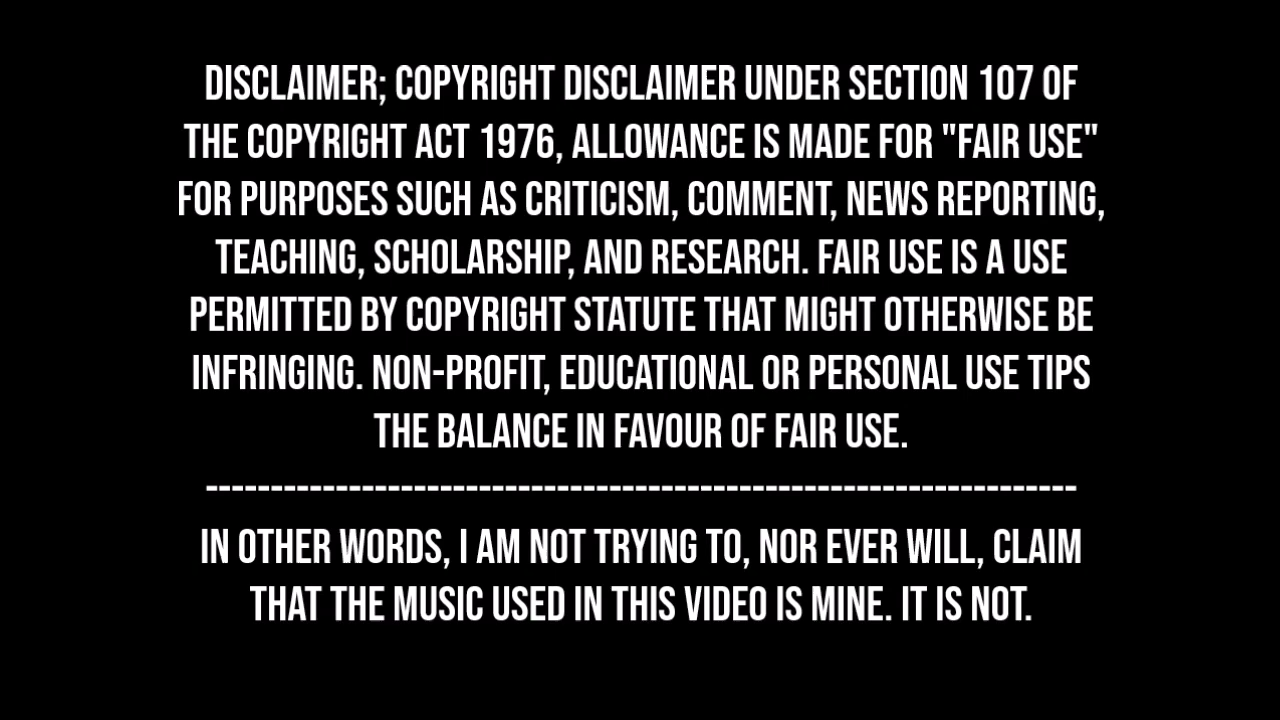 DISCLAIMER; COPYRIGHT DISCLAIMER UNDER SECTION 107 OF
THE COPYRIGHT ACT 1976, ALLOWANCE IS MADE FOR "FAIR USE"
FOR PURPOSES SUCH AS CRITICISM, COMMENT, NEWS REPORTING,
TEACHING, SCHOLARSHIP, AND RESEARCH. FAIR USE IS A USE
PERMITTED BY COPYRIGHT STATUTE THAT MIGHT OTHERWISE BE
INFRINGING. NON-PROFIT, EDUCATIONAL OR PERSONAL USE TIPS
THE BALANCE IN FAVOUR OF FAIR USE.
-------------------------------------------------------------------
IN OTHER WORDS, I AM NOT TRYING TO, NOR EVER WILL, CLAIM
THAT THE MUSIC USED IN THIS VIDEO IS MINE. IT IS NOT.